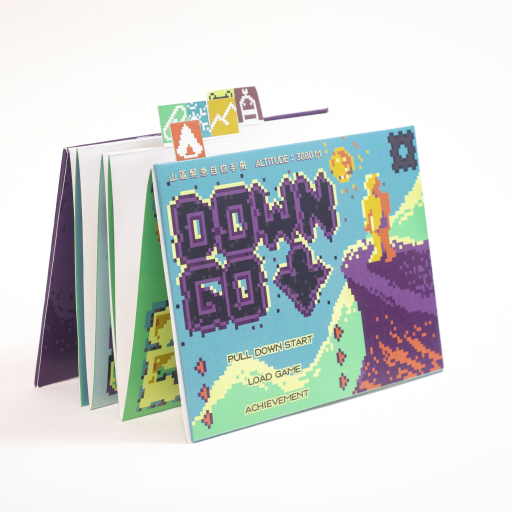 山區緊急自救手冊 ALTITUDE : 3000 M
DOWN
GO
PULL DOWN START
LOAD GAME
ACHIEVEMENT